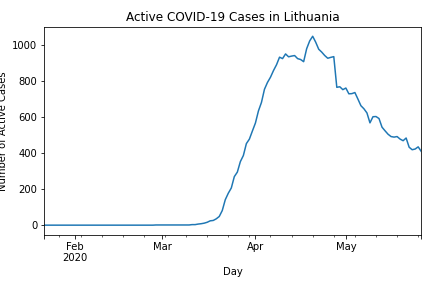 Active COVID-19 Cases in Lithuania
Number of Active Cases
1000
800
600
400
200
0
Feb
2020
Mar
Apr
May
Day